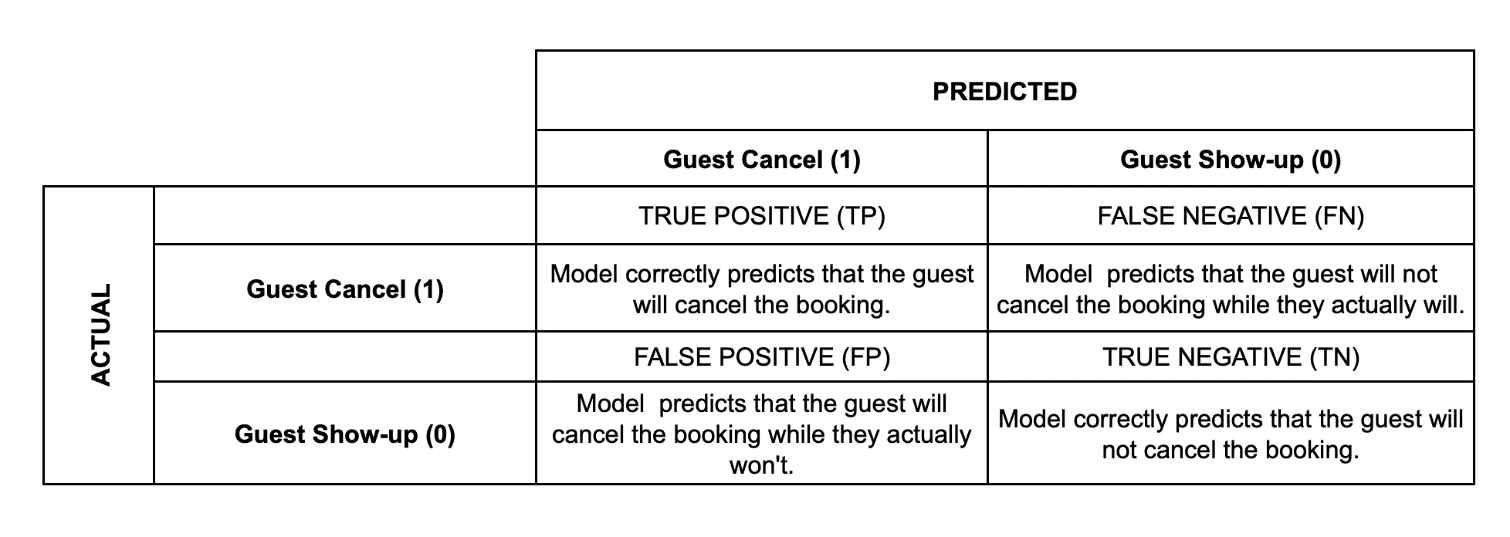 PREDICTED
Guest Cancel (1)
Guest Show-up (0)
ACTUAL
TRUE POSITIVE (TP)
FALSE NEGATIVE (FN)
Guest Cancel (1)
Model correctly predicts that the guest
will cancel the booking.
Model  predicts that the guest will not
cancel the booking while they actually will.
FALSE POSITIVE (FP)
TRUE NEGATIVE (TN)
Guest Show-up (0)
Model  predicts that the guest will
cancel the booking while they actually
won't.
Model correctly predicts that the guest will
not cancel the booking.